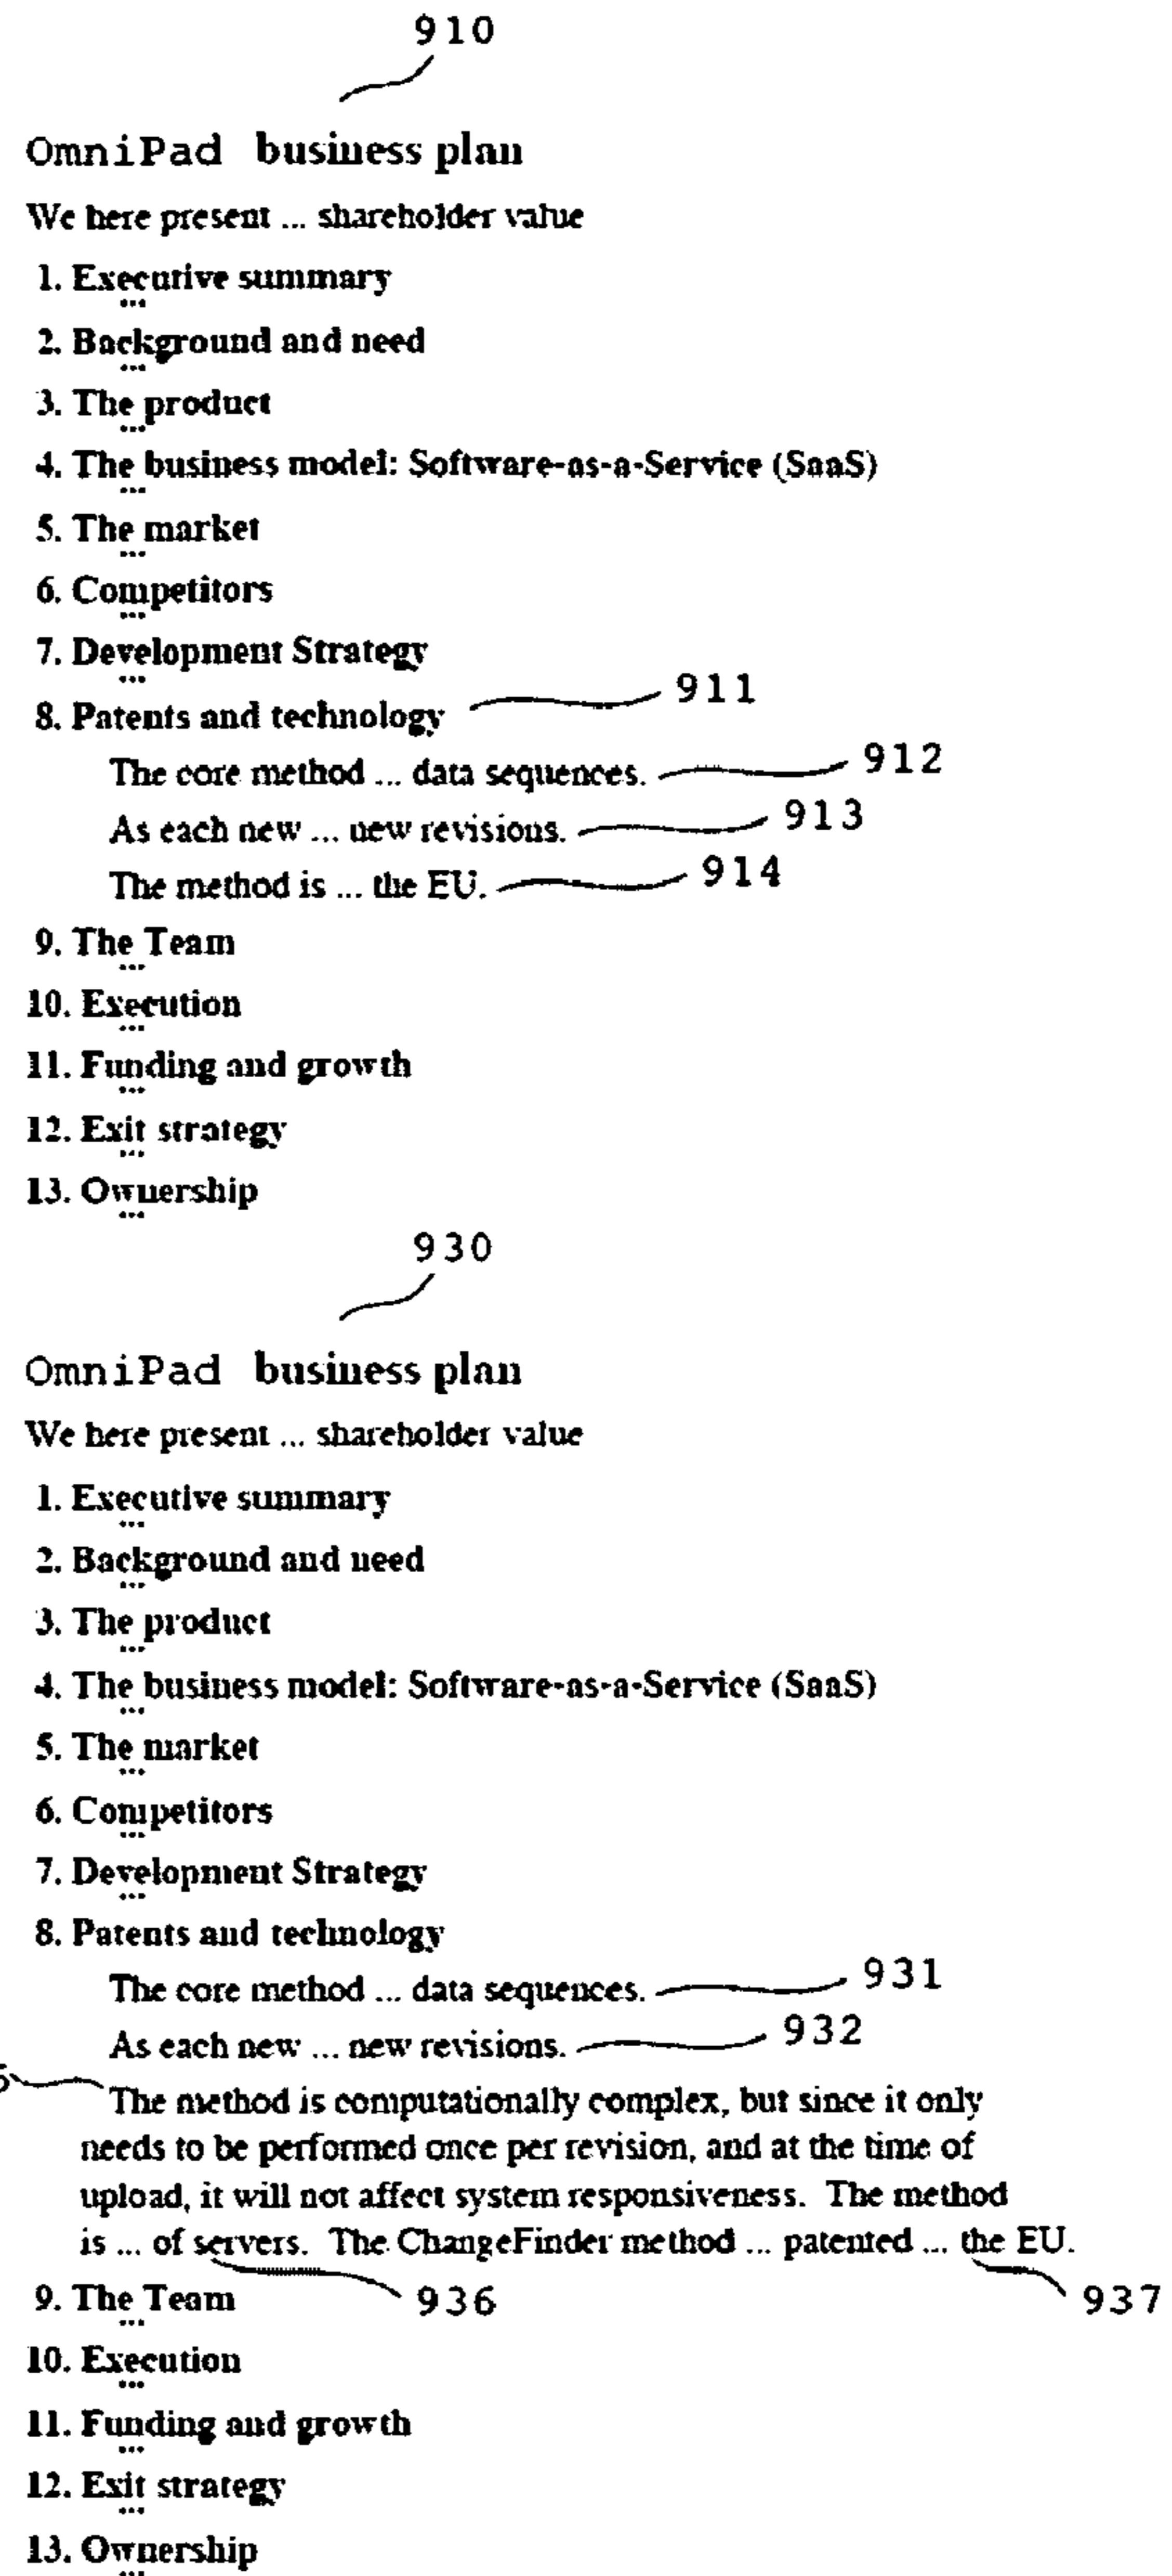 910
OmniPad business plan
We here present ... shareholder value
1. Executive summary
...
2. Background and need
...
3. The product
...
4. The business model: Software-as-a-Service (SaaS)
...
5. The market
...
6. Competitors
...
7. Development Strategy
...
8. Patents and technology 911
The core method ... data sequences. 912
As each new ... new revisions. 913
The method is ... the EU. 914
9. The Team
...
10. Execution
...
11. Funding and growth
...
12. Exit strategy
...
13. Ownership
...
930
OmniPad business plan
We here present ... shareholder value
1. Executive summary
...
2. Background and need
...
3. The product
...
4. The business model: Software-as-a-Service (SaaS)
...
5. The market
...
6. Competitors
...
7. Development Strategy
...
8. Patents and technology
The core method ... data sequences. 931
As each new ... new revisions. 932
The method is computationally complex, but since it only
needs to be performed once per revision, and at the time of
upload, it will not affect system responsiveness. The method
is ... of servers. The ChangeFinder method ... patented ... the EU.
9. The Team 936 937
...
10. Execution
...
11. Funding and growth
...
12. Exit strategy
...
13. Ownership
...